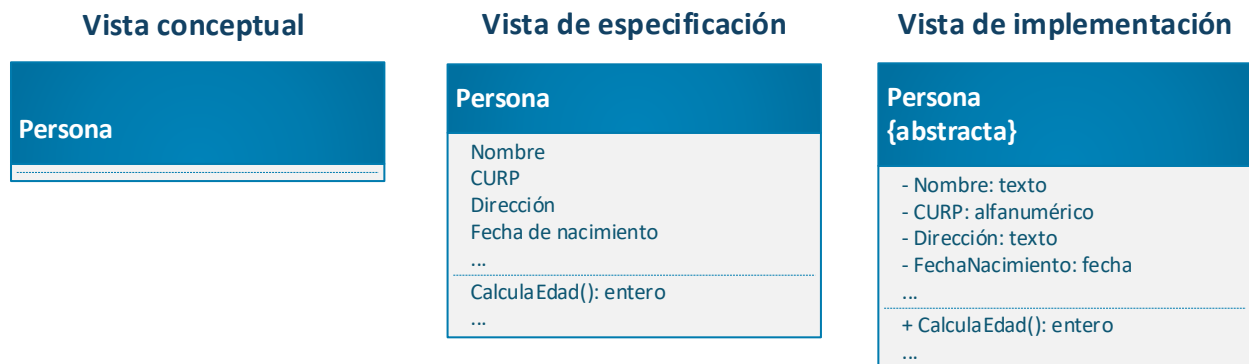 Vista conceptual
Persona
Vista de especificación
Persona
Nombre
CURP
Dirección
Fecha de nacimiento
...
CalculaEdad(): entero
...
Vista de implementación
Persona
{abstracta}
- Nombre: texto
- CURP: alfanumérico
- Dirección: texto
- FechaNacimiento: fecha
...
+ CalculaEdad(): entero
...